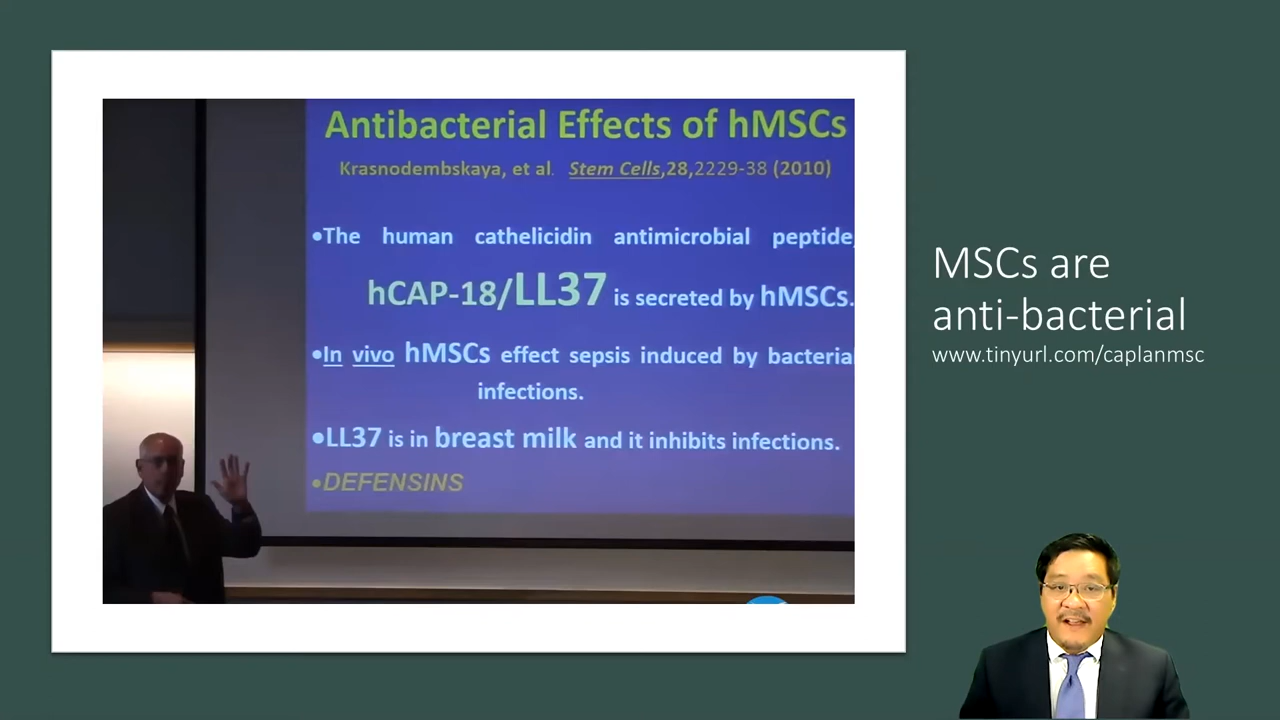 Antibacterial Effects of hMSCs
Krasnodembskaya, et al. Stem Cells,28,2229-38 (2010)
•The human cathelicidin antimicrobial peptide,
hCAP-18/LL37 is secreted by hMSCs.
•In vivo hMSCs effect sepsis induced by bacterial
infections.
•LL37 is in breast milk and it inhibits infections.
•DEFENSINS
MSCs are
anti-bacterial
www.tinyurl.com/caplanmsc